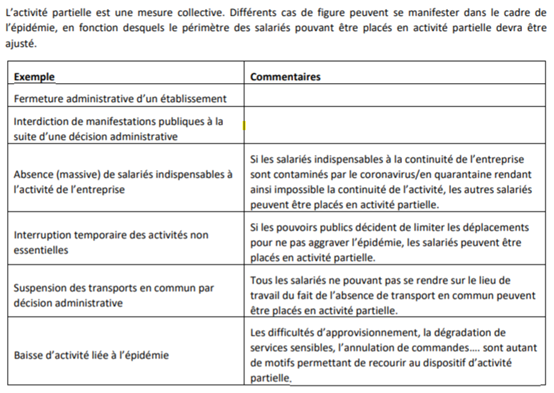 L'activité partielle est une mesure collective. Différents cas de figure peuvent se manifester dans le cadre de
l'épidémie, en fonction desquels le périmètre des salariés pouvant être placés en activité partielle devra être
ajusté.
Exemple
Commentaires
Fermeture administrative d'un établissement
Interdiction de manifestations publiques à la
suite d'une décision administrative
Absence (massive) de salariés indispensables à
l'activité de l'entreprise
Si les salariés indispensables à la continuité de l'entreprise
sont contaminés par le coronavirus/en quarantaine rendant
ainsi impossible la continuité de l'activité, les autres salariés
peuvent être placés en activité partielle.
Interruption temporaire des activités non
essentielles
Si les pouvoirs publics décident de limiter les déplacements
pour ne pas aggraver l'épidémie, les salariés peuvent être
placés en activité partielle.
Suspension des transports en commun par
décision administrative
Tous les salariés ne pouvant pas se rendre sur le lieu de
travail du fait de l'absence de transport en commun peuvent
être placés en activité partielle.
Baisse d'activité liée à l'épidémie
Les difficultés d'approvisionnement, la dégradation de
services sensibles, l'annulation de commandes.... sont autant
de motifs permettant de recourir au dispositif d'activité
partielle.